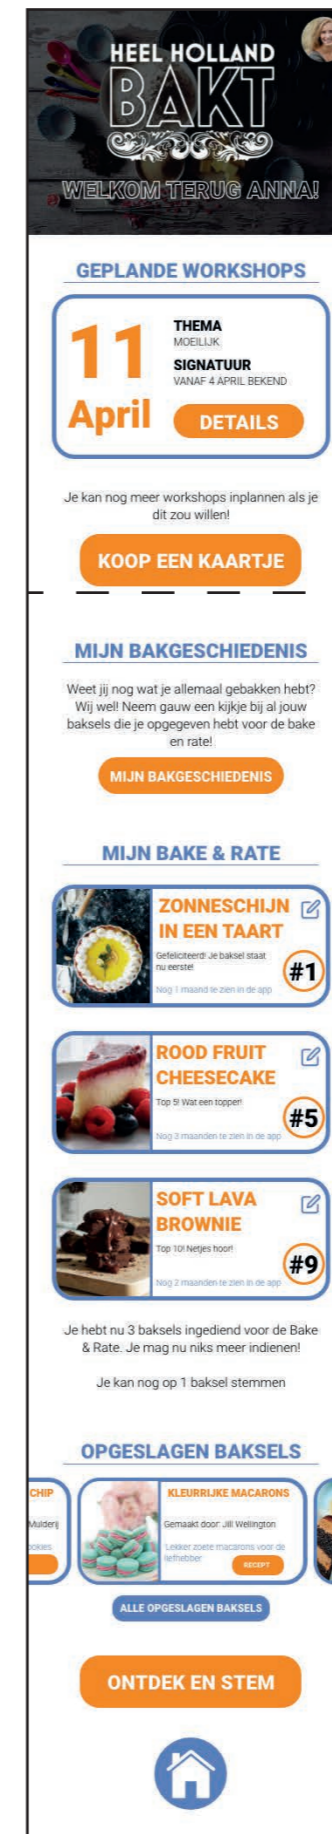 HEEL HOLLAND
BAKT
WELKOM TERUG ANNA!
GEPLANDE WORKSHOPS
11
April
THEMA
MOEILIJK
SIGNATUUR
VANAF 4 APRIL BEKEND
DETAILS
Je kan nog meer workshops inplannen als je
dit zou willen!
KOOP EEN KAARTJE
MIJN BAKGESCHIEDENIS
Weet jij nog wat je allemaal gebakken hebt?
Wij wel! Neem gauw een kijkje bij al jouw
baksels die je opgegeven hebt voor de bake
en rate!
MIJN BAKGESCHIEDENIS
MIJN BAKE & RATE
ZONNESCHIJN
IN EEN TAART
Gefeliciteerd! Je baksel staat
nu eerste!
#1
Nog 1 maand te zien in de app
ROOD FRUIT
CHEESECAKE
Top 5! Wat een topper!
#5
Nog 3 maanden te zien in de app
SOFT LAVA
BROWNIE
Top 10! Netjes hoor!
#9
Nog 2 maanden te zien in de app
Je hebt nu 3 baksels ingediend voor de Bake
& Rate. Je mag nu niks meer indienen!
Je kan nog op 1 baksel stemmen
OPGESLAGEN BAKSELS
CHIP
Mulderij
ookies
KLEURRIJKE MACARONS
Gemaakt door: Jill Wellington
Lekker zoete macarons voor de
liefhebber
RECEPT
ALLE OPGESLAGEN BAKSELS
ONTDEK EN STEM